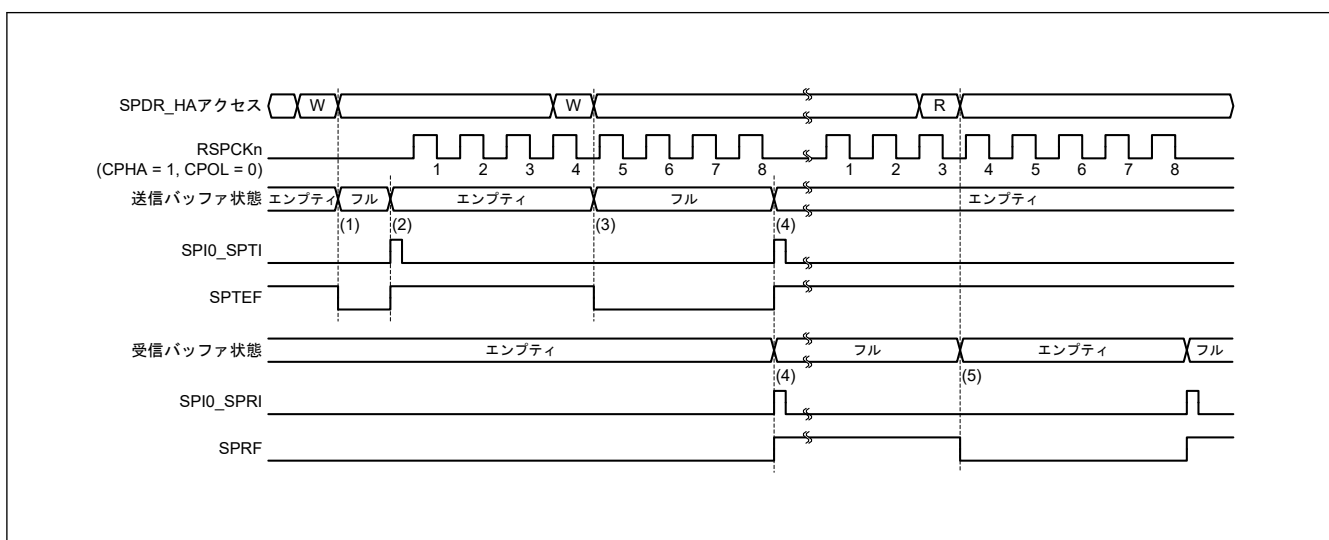 SPDR_HAアクセス W W R
RSPCKn
(CPHA = 1, CPOL = 0)
1 2 3 4 5 6 7 8 1 2 3 4 5 6 7 8
送信バッファ状態 エンプティ フル エンプティ フル エンプティ
(1) (2) (3) (4)
SPI0_SPTI
SPTEF
受信バッファ状態 エンプティ フル エンプティ フル
(4) (5)
SPI0_SPRI
SPRF